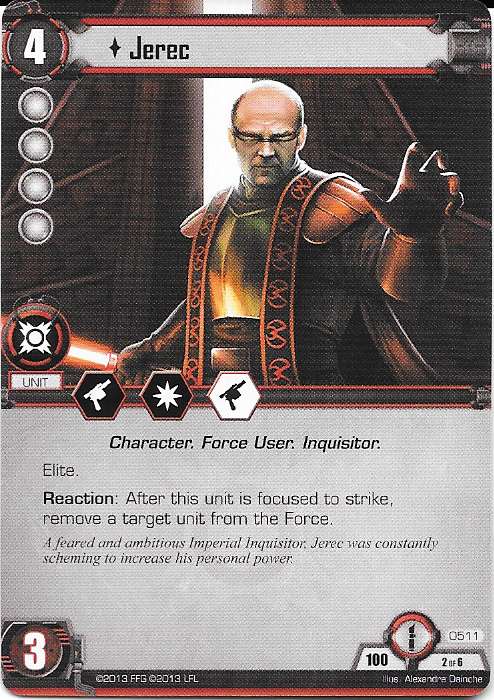 4
Jerec
UNIT
Character. Force User. Inquisitor.
Elite.
Reaction: After this unit is focused to strike,
remove a target unit from the Force.
A feared and ambitious Imperial Inquisitor, Jerec was constantly
scheming to increase his personal power.
3
0511
100
2 OF 6
©2013 FFG ©2013 LFL
Illus. Alexandre Dainche